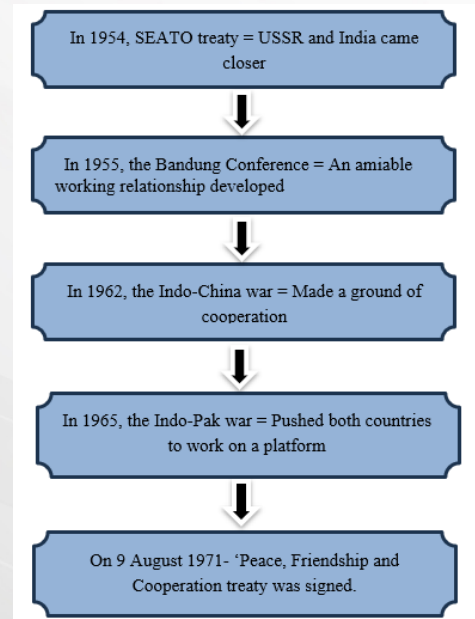 In 1954, SEATO treaty = USSR and India came
closer
In 1955, the Bandung Conference = An amiable
working relationship developed
In 1962, the Indo-China war = Made a ground of
cooperation
In 1965, the Indo-Pak war = Pushed both countries
to work on a platform
On 9 August 1971- ‘Peace, Friendship and
Cooperation treaty was signed.